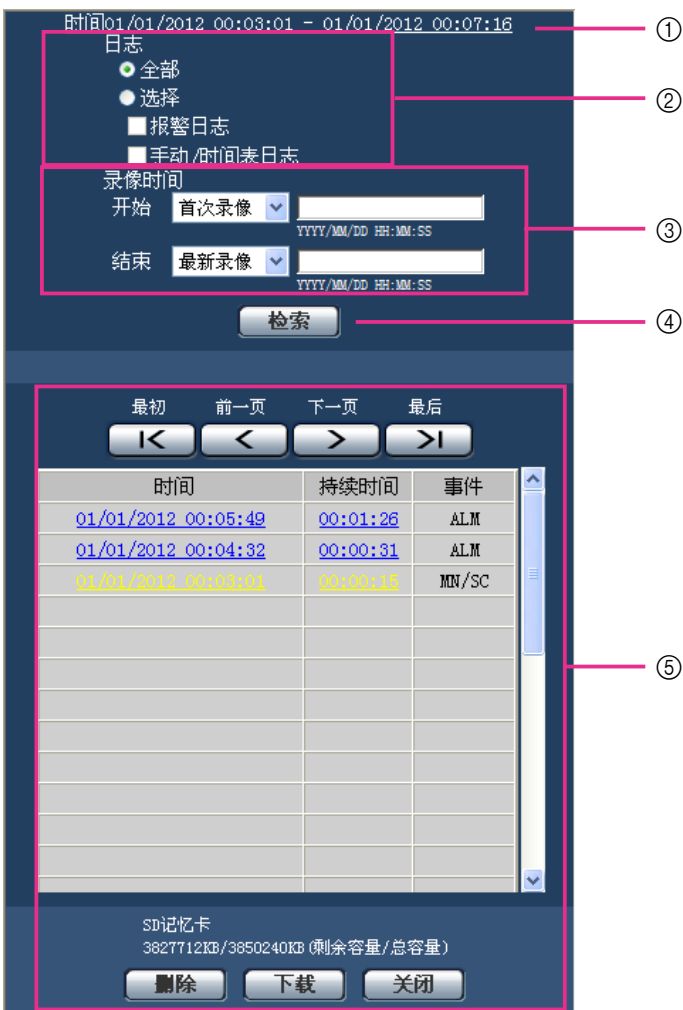 时间01/01/2012 00:03:01 - 01/01/2012 00:07:16
①
日志
全部
选择
②
报警日志
手动/时间表日志
录像时间
开始 首次录像
YYYY/MM/DD HH:MM:SS
③
结束 最新录像
YYYY/MM/DD HH:MM:SS
检索
④
最初 前一页 下一页 最后
时间 持续时间 事件
01/01/2012 00:05:49 00:01:26 ALM
01/01/2012 00:04:32 00:00:31 ALM
01/01/2012 00:03:01 00:00:15 MN/SC
⑤
SD记忆卡
3827712KB/3850240KB(剩余容量/总容量)
删除 下载 关闭